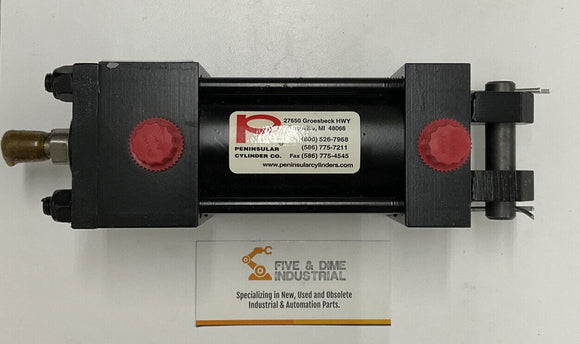 27650 Groesbeck HWY
MI 48066
(800) 526-7968
PENINSULAR (586) 775-7211
CYLINDER CO. Fax (586) 775-4545
www.peninsularcylinders.com
FIVE & DIME
INDUSTRIAL
Specializing in New, Used and Obsolete
Industrial & Automation Parts.